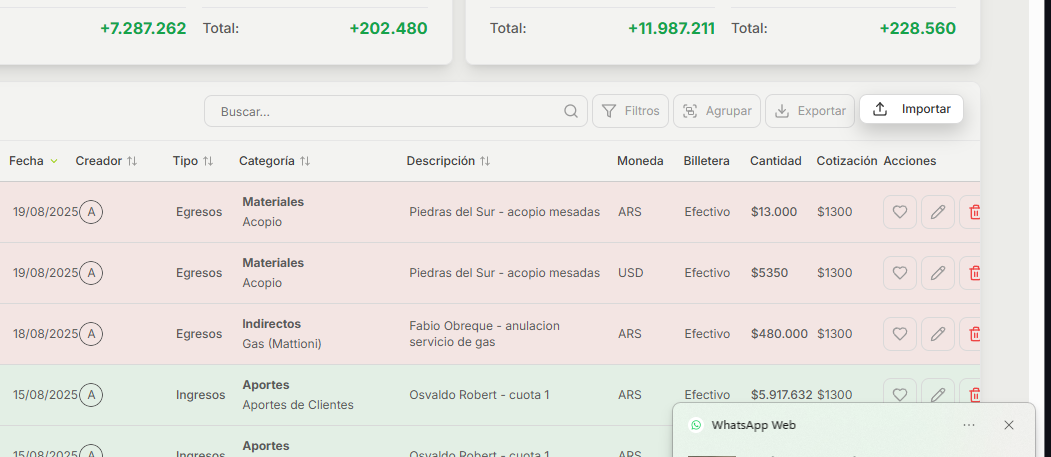 +7.287.262 Total: +202.480 Total: +11.987.211 Total: +228.560
Buscar... Filtros Agrupar Exportar Importar
Fecha Creador Tipo Categoría Descripción Moneda Billetera Cantidad Cotización Acciones
19/08/2025 A Egresos Materiales Acopio Piedras del Sur - acopio mesadas ARS Efectivo $13.000 $1300
19/08/2025 A Egresos Materiales Acopio Piedras del Sur - acopio mesadas USD Efectivo $5350 $1300
18/08/2025 A Egresos Indirectos Gas (Mattioni) Fabio Obreque - anulacion servicio de gas ARS Efectivo $480.000 $1300
15/08/2025 A Ingresos Aportes Aportes de Clientes Osvaldo Robert - cuota 1 ARS Efectivo $5.917.632 $1300
WhatsApp Web
15/08/2025 A Ingresos Aportes Osvaldo Robert - cuota 1 ARS